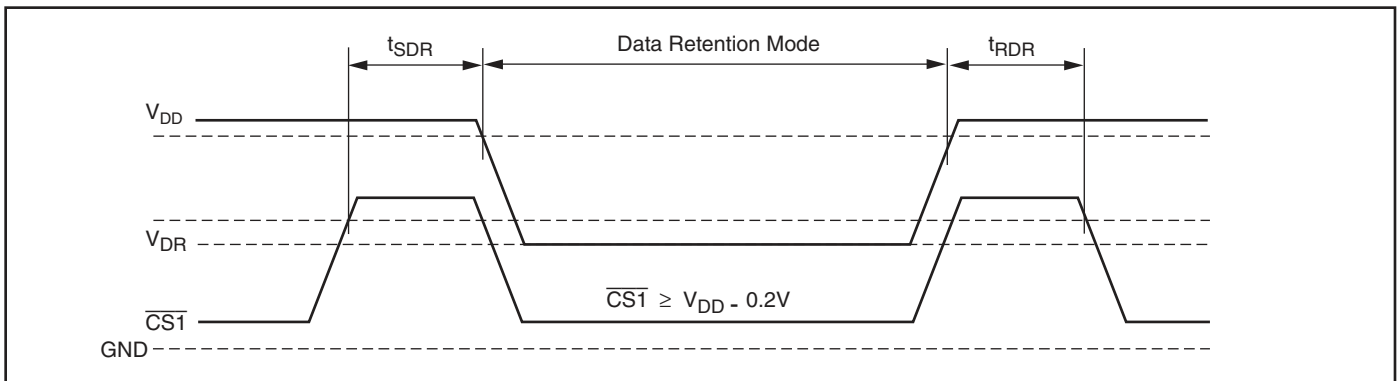 tSDR Data Retention Mode tRDR
VDD
VDR
CS1 ≥ VDD - 0.2V
CS1
GND